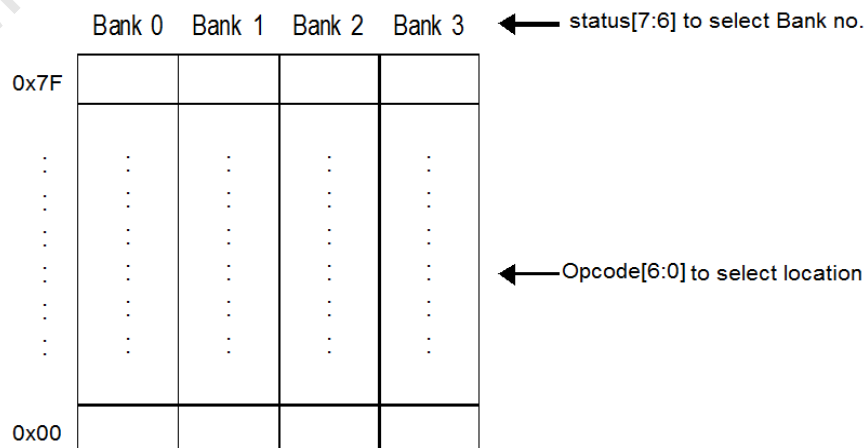 Bank 0 Bank 1 Bank 2 Bank 3 status[7:6] to select Bank no.
0x7F
Opcode[6:0] to select location
0x00